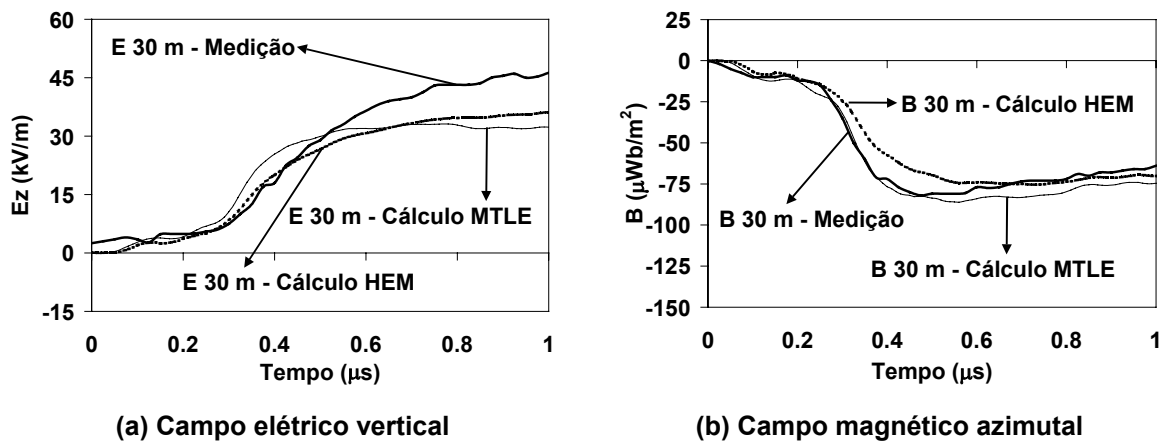 60
45
30
15
0
-15
Ez (kV/m)
E 30 m - Medição
E 30 m - Cálculo MTLE
E 30 m - Cálculo HEM
0 0.2 0.4 0.6 0.8 1
Tempo (μs)
(a) Campo elétrico vertical
25
0
-25
-50
-75
-100
-125
-150
B (μWb/m²)
0 0.2 0.4 0.6 0.8 1
B 30 m - Cálculo HEM
B 30 m - Medição
B 30 m - Cálculo MTLE
Tempo (μs)
(b) Campo magnético azimutal